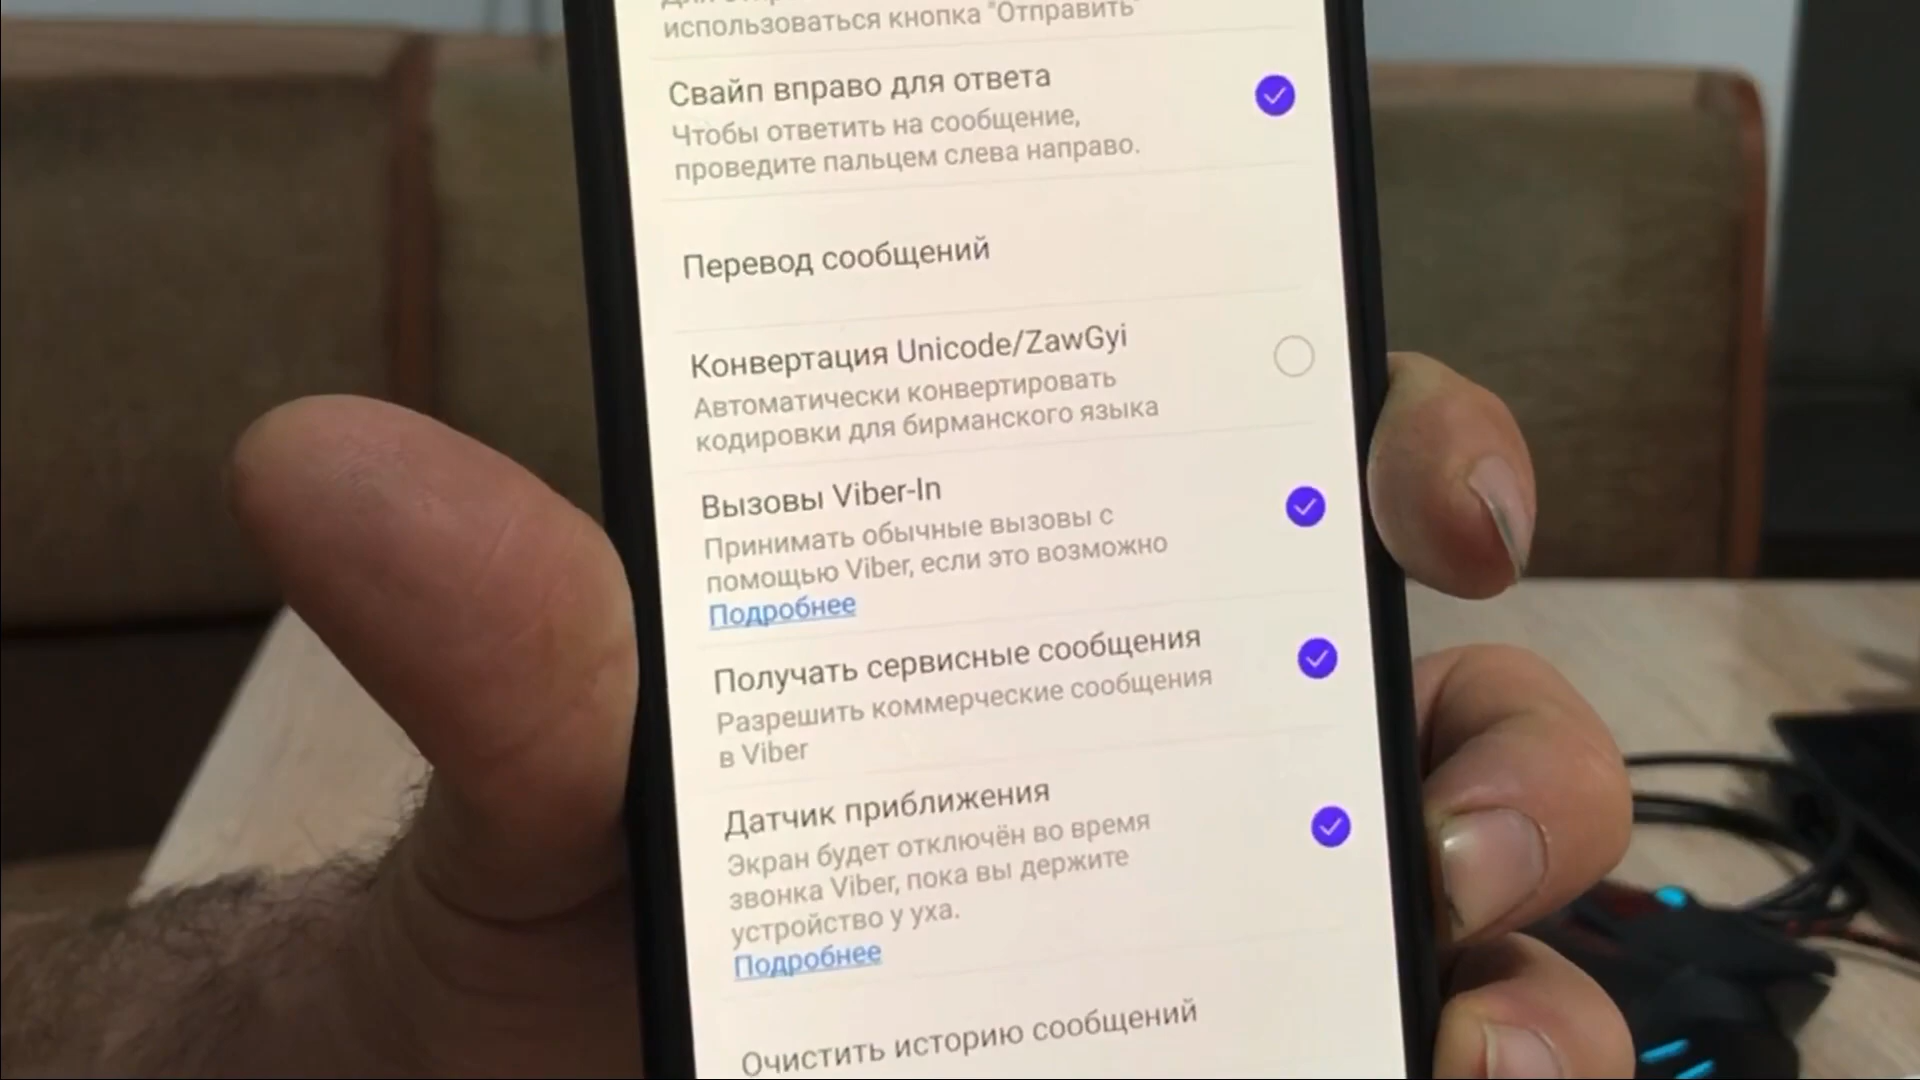 использоваться кнопка "Отправить"
Свайп вправо для ответа
Чтобы ответить на сообщение,
проведите пальцем слева направо.
Перевод сообщений
Конвертация Unicode/ZawGyi
Автоматически конвертировать
кодировки для бирманского языка
Вызовы Viber-In
Принимать обычные вызовы с
помощью Viber, если это возможно
Подробнее
Получать сервисные сообщения
Разрешить коммерческие сообщения
в Viber
Датчик приближения
Экран будет отключён во время
звонка Viber, пока вы держите
устройство у уха.
Подробнее
Очистить историю сообщений